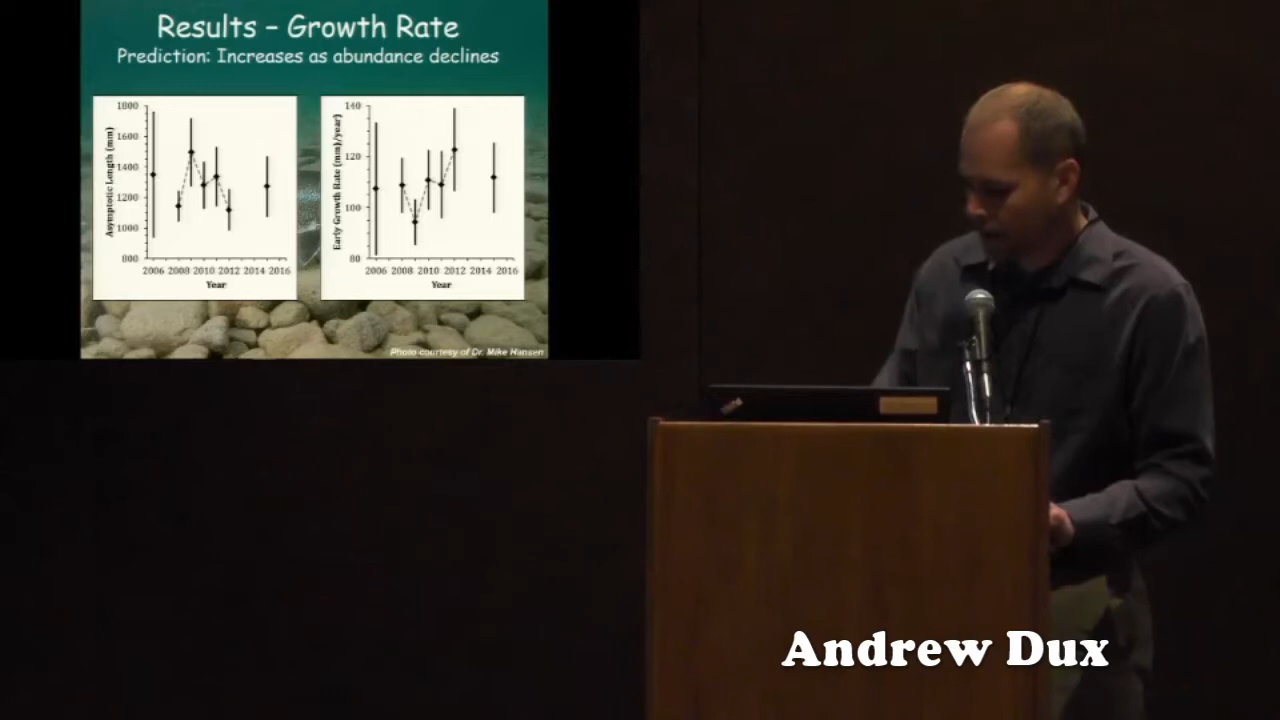 Results – Growth Rate
Prediction: Increases as abundance declines
1800
1600
1400
1200
1000
800
Asymptotic Length (mm)
2006 2008 2010 2012 2014 2016
Year
140
120
100
80
Early Growth Rate (mm)/year)
2006 2008 2010 2012 2014 2016
Year
Photo courtesy of Dr. Mike Hansen
Andrew Dux